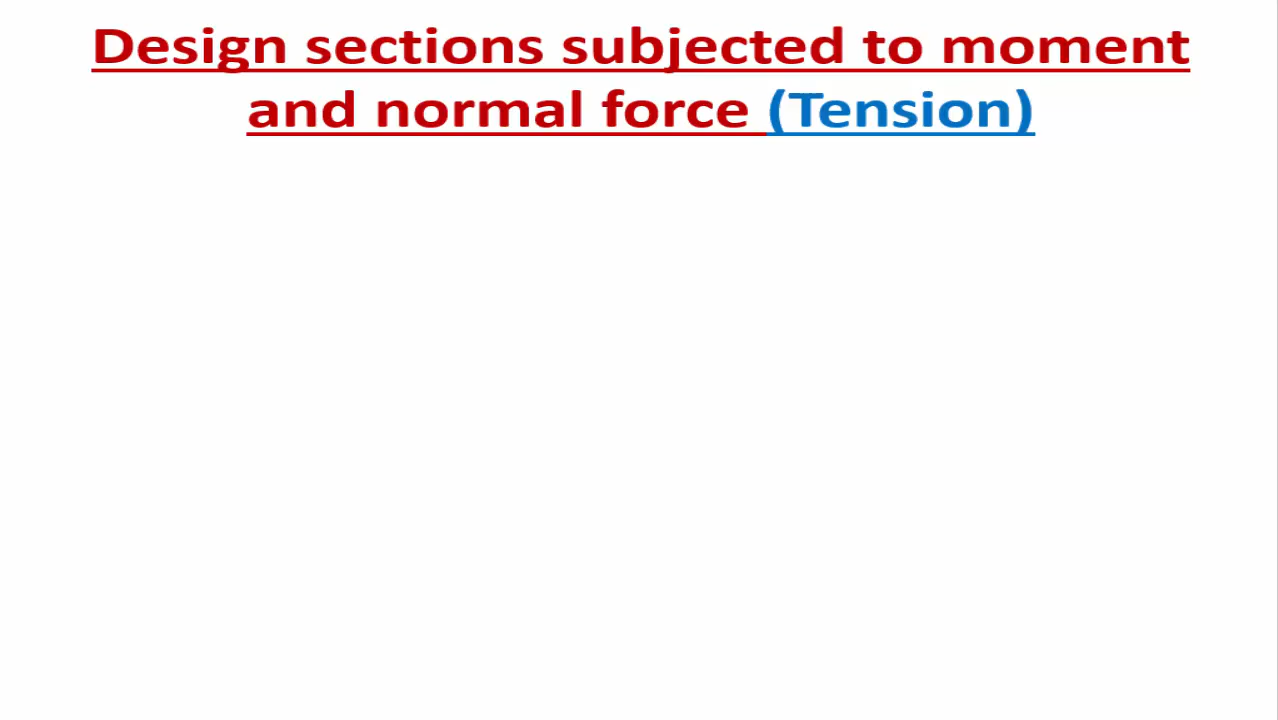 Design sections subjected to moment
and normal force (Tension)